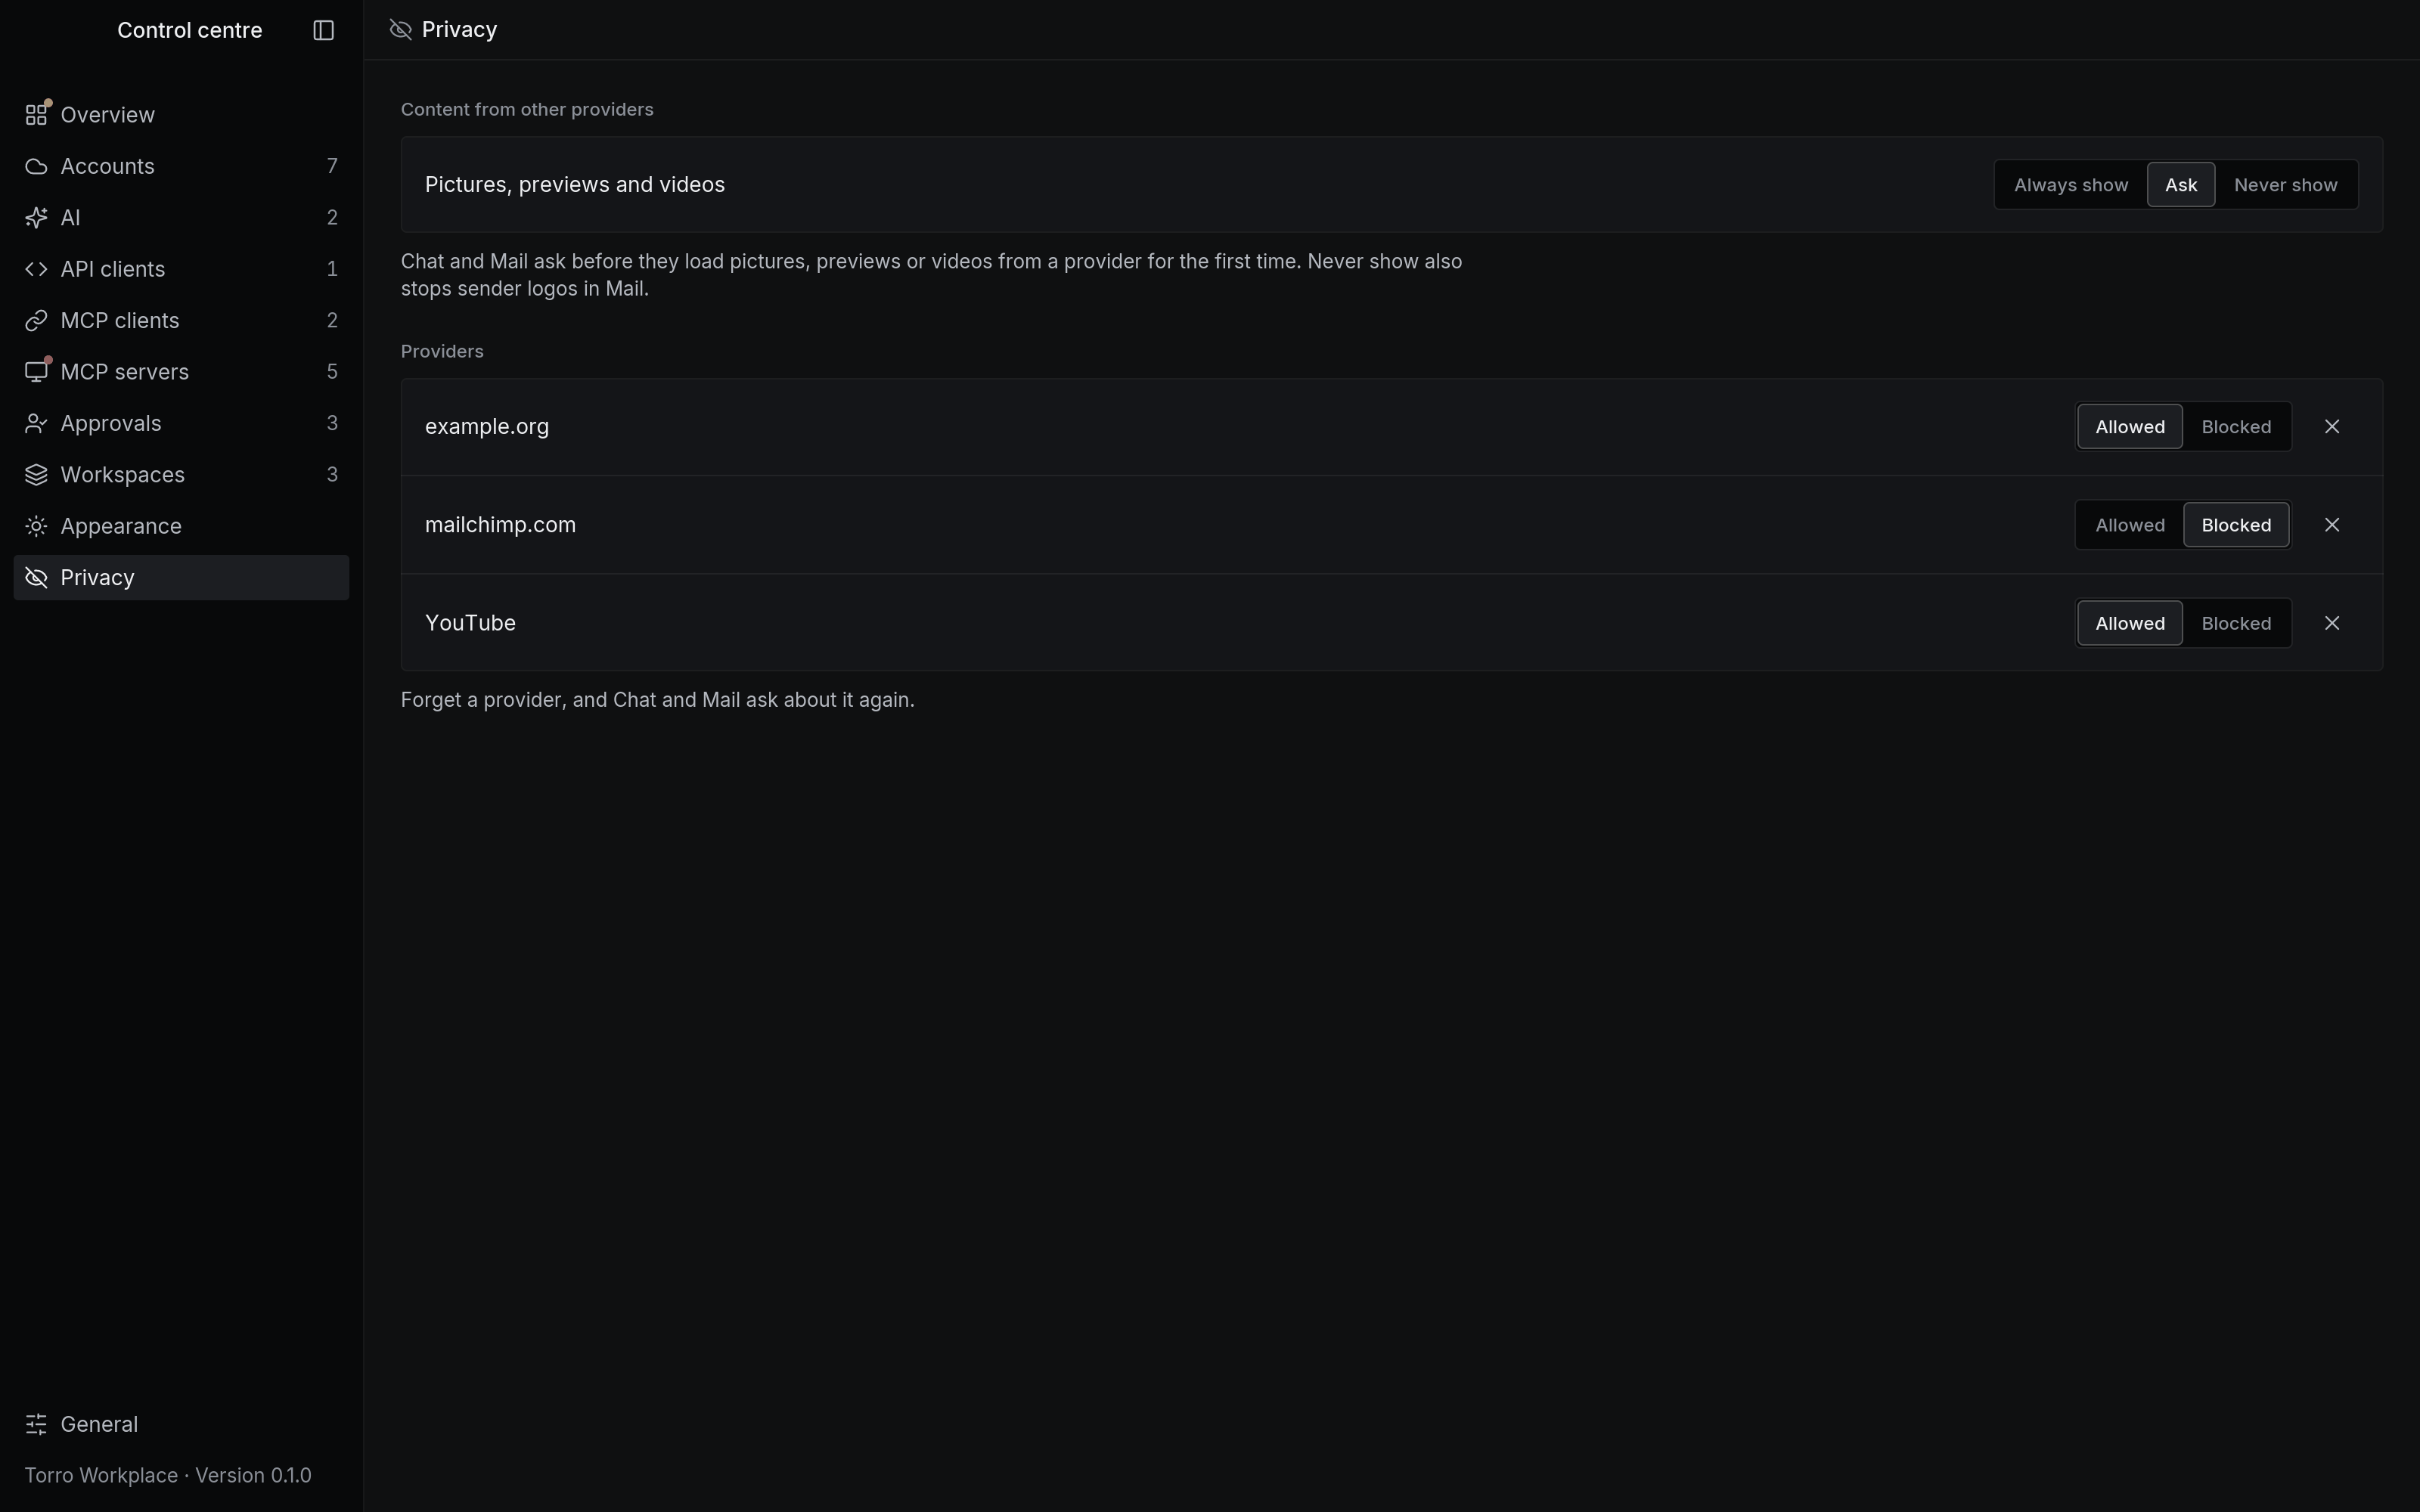 Control centre
Overview
Accounts 7
AI 2
API clients 1
MCP clients 2
MCP servers 5
Approvals 3
Workspaces 3
Appearance
Privacy
General
Torro Workplace · Version 0.1.0
Privacy
Content from other providers
Pictures, previews and videos Always show Ask Never show
Chat and Mail ask before they load pictures, previews or videos from a provider for the first time. Never show also
stops sender logos in Mail.
Providers
example.org Allowed Blocked
mailchimp.com Allowed Blocked
YouTube Allowed Blocked
Forget a provider, and Chat and Mail ask about it again.